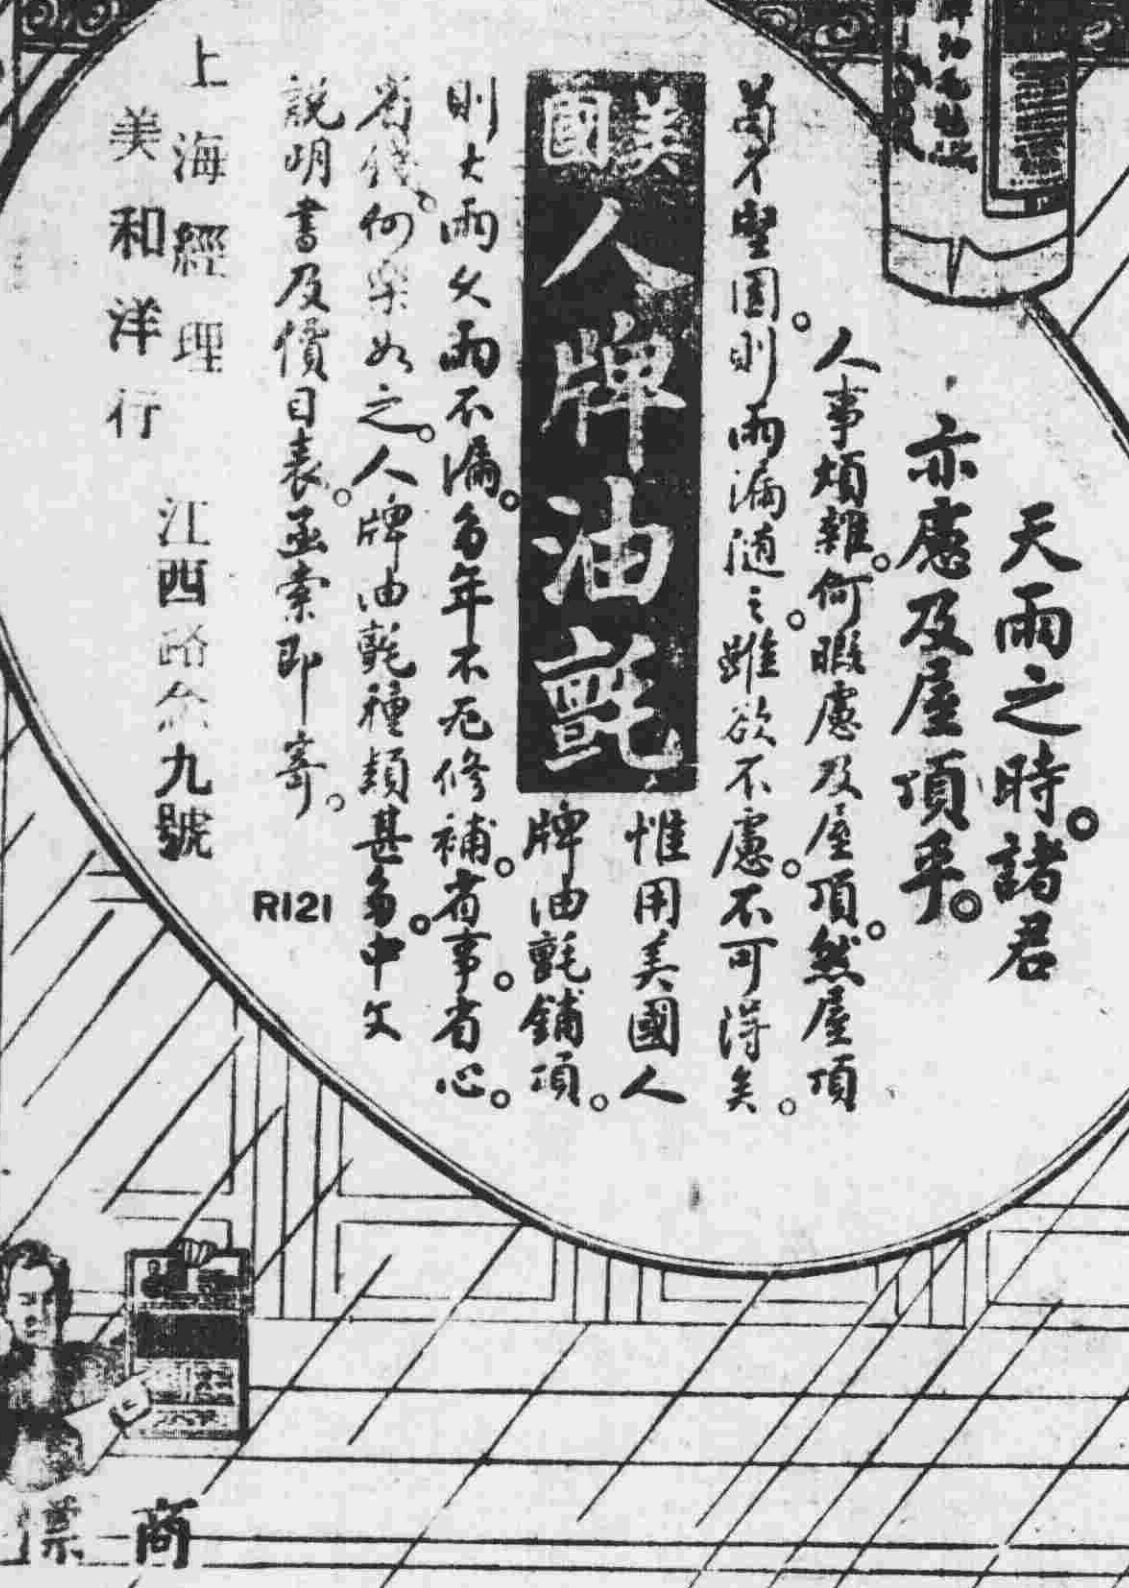 天雨之時。諸君
亦慮及屋頂乎。
人事煩雜。何暇慮及屋頂。然屋頂
苟不堅固。則雨漏隨之。雖欲不慮。不可得矣。
美國
人牌油氈
惟用美國人
牌油氈鋪頂。
則大雨久雨不漏。多年不死修補。省事。省心。
省錢。何樂如之。人牌油氈種類甚多。中文
說明書及價目表。函索即寄。
R121
上海經理
美和洋行
江西路
九號
商標